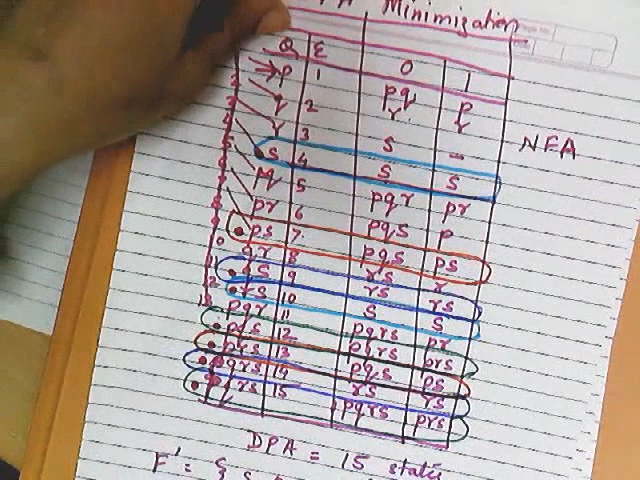 Minimization
Q Σ 0 1
→p 1 pq p
q 2 r r
r 3 s -
s 4 s s
NFA
pq 5 pqr pr
pr 6 pqs p
ps 7 pqs ps
qr 8 rs r
qs 9 rs rs
rs 10 s s
pqr 11 pqrs pr
pqs 12 pqrs prs
prs 13 pqs ps
qrs 14 rs rs
pqrs 15 pqrs prs
DPA = 15 states
F' = {